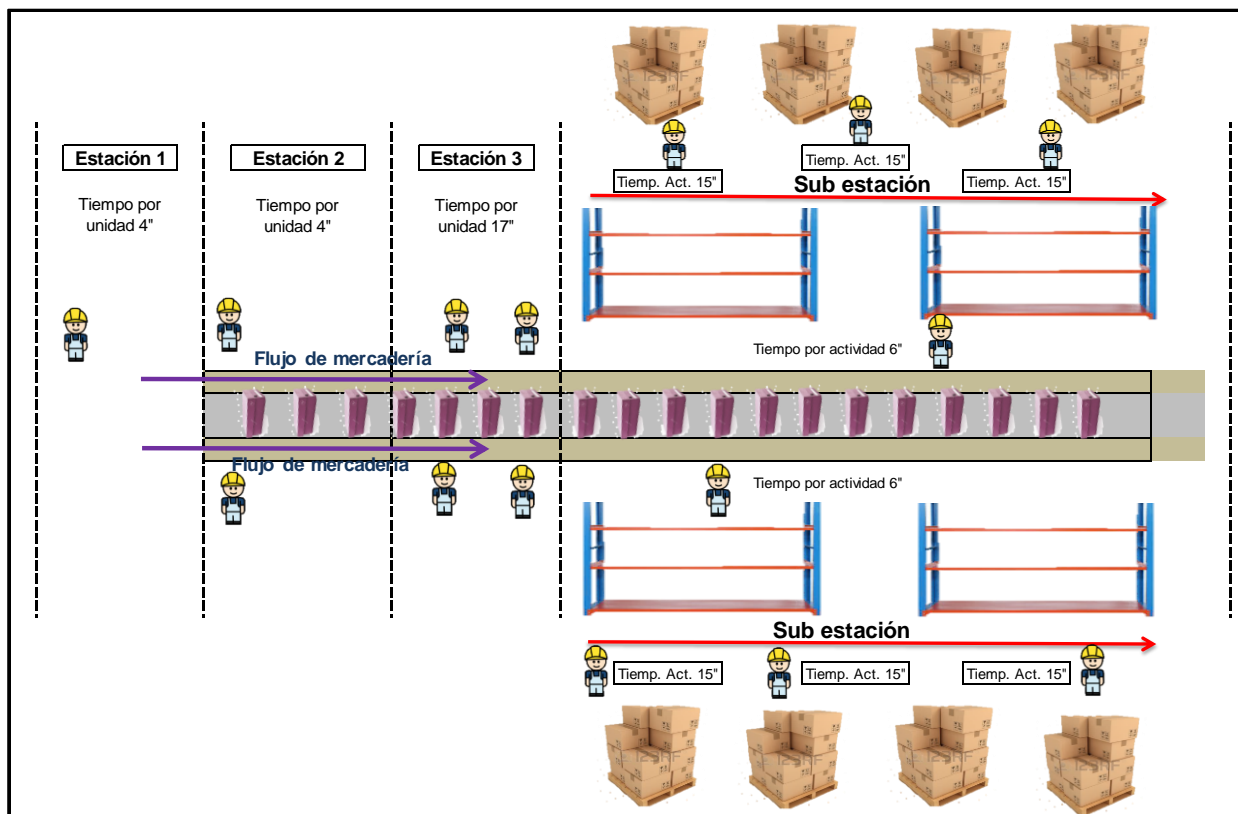 Estación 1
Tiempo por
unidad 4"
Estación 2
Tiempo por
unidad 4"
Estación 3
Tiempo por
unidad 17"
Tiemp. Act. 15"
Tiemp. Act. 15"
Tiemp. Act. 15"
Sub estación
Tiempo por actividad 6"
Flujo de mercadería
Flujo de mercadería
Tiempo por actividad 6"
Sub estación
Tiemp. Act. 15"
Tiemp. Act. 15"
Tiemp. Act. 15"